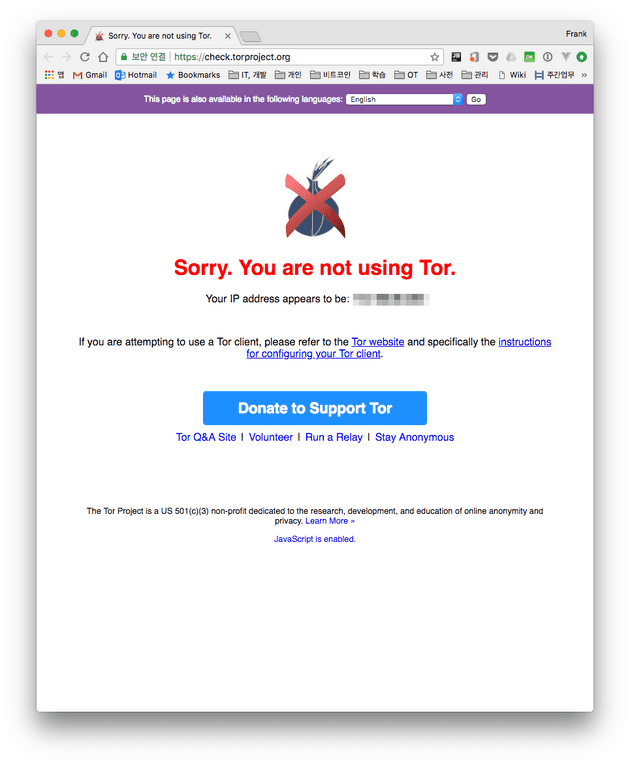 Sorry. You are not using Tor.
Frank
보안 연결 | https://check.torproject.org
앱 Gmail Hotmail Bookmarks IT, 개발 개인 비트코인 학습 OT 사전 관리 Wiki 주간업무 »
This page is also available in the following languages: English Go
Sorry. You are not using Tor.
Your IP address appears to be:
If you are attempting to use a Tor client, please refer to the Tor website and specifically the instructions
for configuring your Tor client.
Donate to Support Tor
Tor Q&A Site | Volunteer | Run a Relay | Stay Anonymous
The Tor Project is a US 501(c)(3) non-profit dedicated to the research, development, and education of online anonymity and
privacy. Learn More »
JavaScript is enabled.